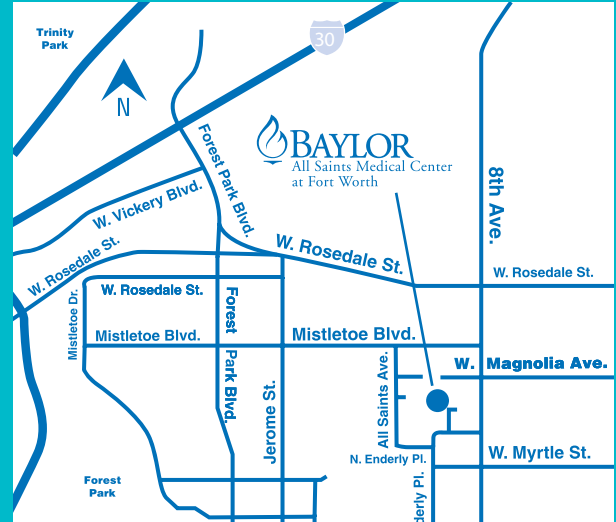 Trinity
Park
30
N
BAYLOR
All Saints Medical Center
at Fort Worth
Forest Park Blvd.
8th Ave.
W. Vickery Blvd.
W. Rosedale St.
W. Rosedale St.
W. Rosedale St.
W. Rosedale St.
Mistletoe Dr.
Forest
Park Blvd.
Mistletoe Blvd.
Mistletoe Blvd.
W. Magnolia Ave.
All Saints Ave.
Jerome St.
N. Enderly Pl.
W. Myrtle St.
derly Pl.
Forest
Park